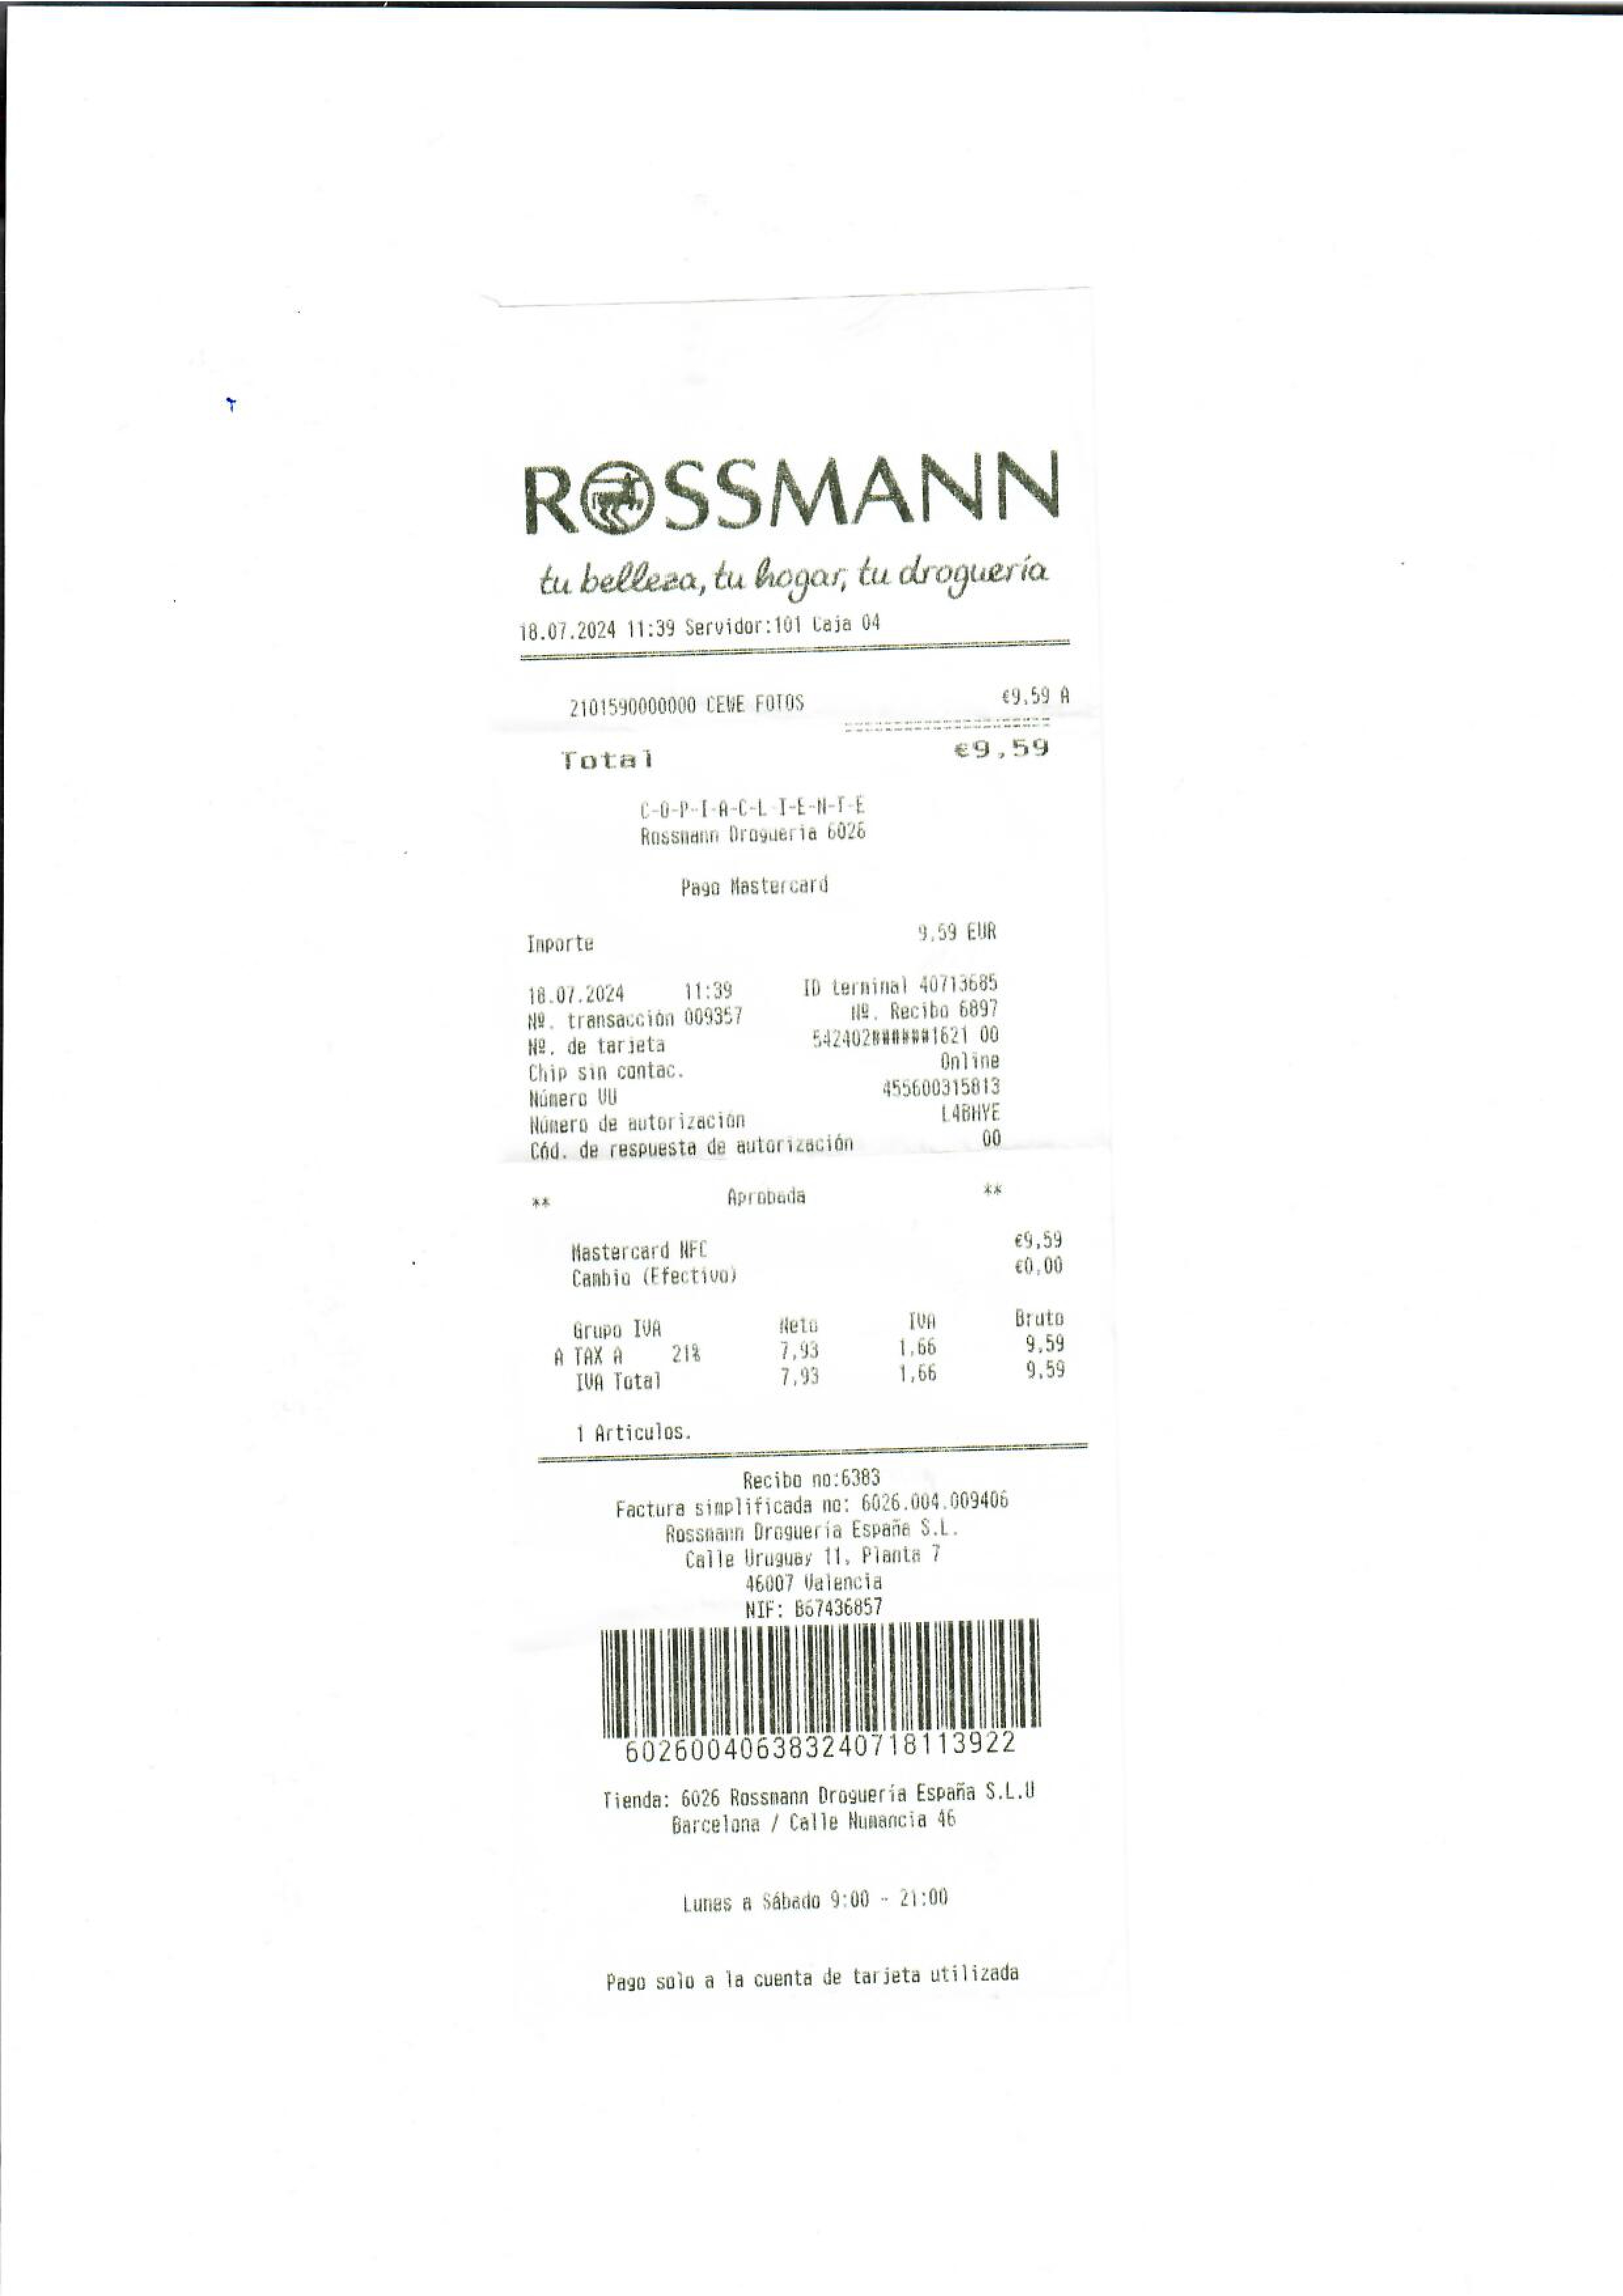 ROSSMANN
tu belleza, tu hogar, tu droguería
18.07.2024 11:39 Servidor:101 Caja 04
2101590000000 CEWE FOTOS €9,59 A
Total €9,59
C-O-P-I-A-C-L-I-E-N-T-E
Rossmann Drogueria 6026
Pago Mastercard
Importe 9,59 EUR
18.07.2024 11:39 ID terminal 40713685
Nº. transacción 009357 Nº. Recibo 6897
Nº. de tarjeta 542402######1621 00
Chip sin contac. Online
Número VU 455600315813
Número de autorización L4BHYE
Cód. de respuesta de autorización 00
** Aprobada **
Mastercard NFC €9,59
Cambio (Efectivo) €0,00
Grupo IVA Neto IVA Bruto
A TAX A 21% 7,93 1,66 9,59
IVA Total 7,93 1,66 9,59
1 Articulos.
Recibo no:6383
Factura simplificada no: 6026.004.009406
Rossmann Droguería España S.L.
Calle Uruguay 11, Planta 7
46007 Valencia
NIF: B67436857
602600406383240718113922
Tienda: 6026 Rossmann Droguería España S.L.U
Barcelona / Calle Numancia 46
Lunes a Sábado 9:00 - 21:00
Pago solo a la cuenta de tarjeta utilizada